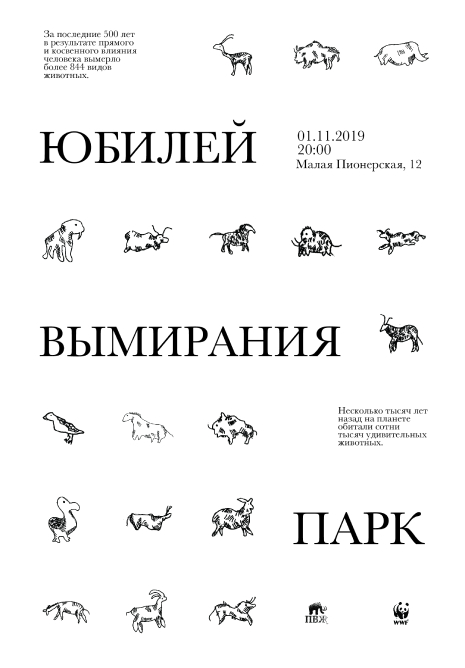 За последние 500 лет
в результате прямого
и косвенного влияния
человека вымерло
более 844 видов
животных.
ЮБИЛЕЙ
01.11.2019
20:00
Малая Пионерская, 12
ВЫМИРАНИЯ
Несколько тысяч лет
назад на планете
обитали сотни
тысяч удивительных
животных.
ПАРК
ПВЖ
WWF